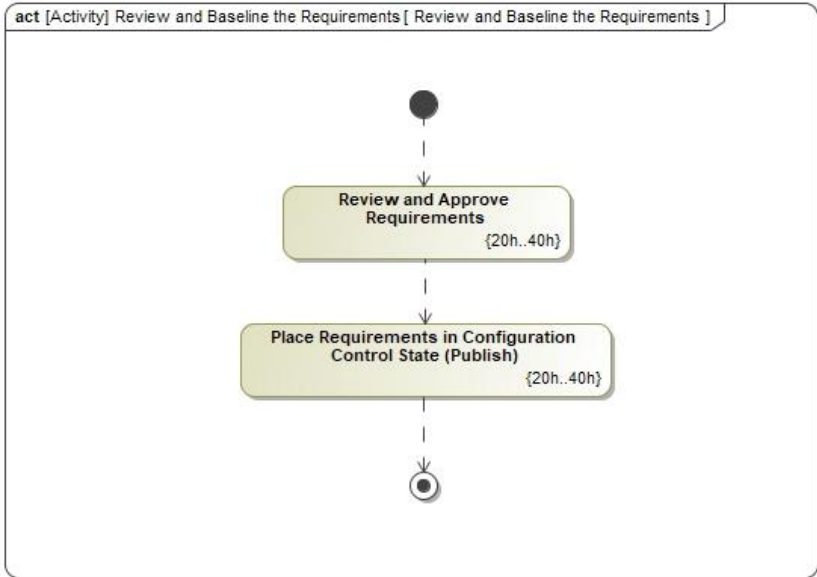 act [Activity] Review and Baseline the Requirements [ Review and Baseline the Requirements ]
Review and Approve
Requirements
{20h..40h}
Place Requirements in Configuration
Control State (Publish)
{20h..40h}